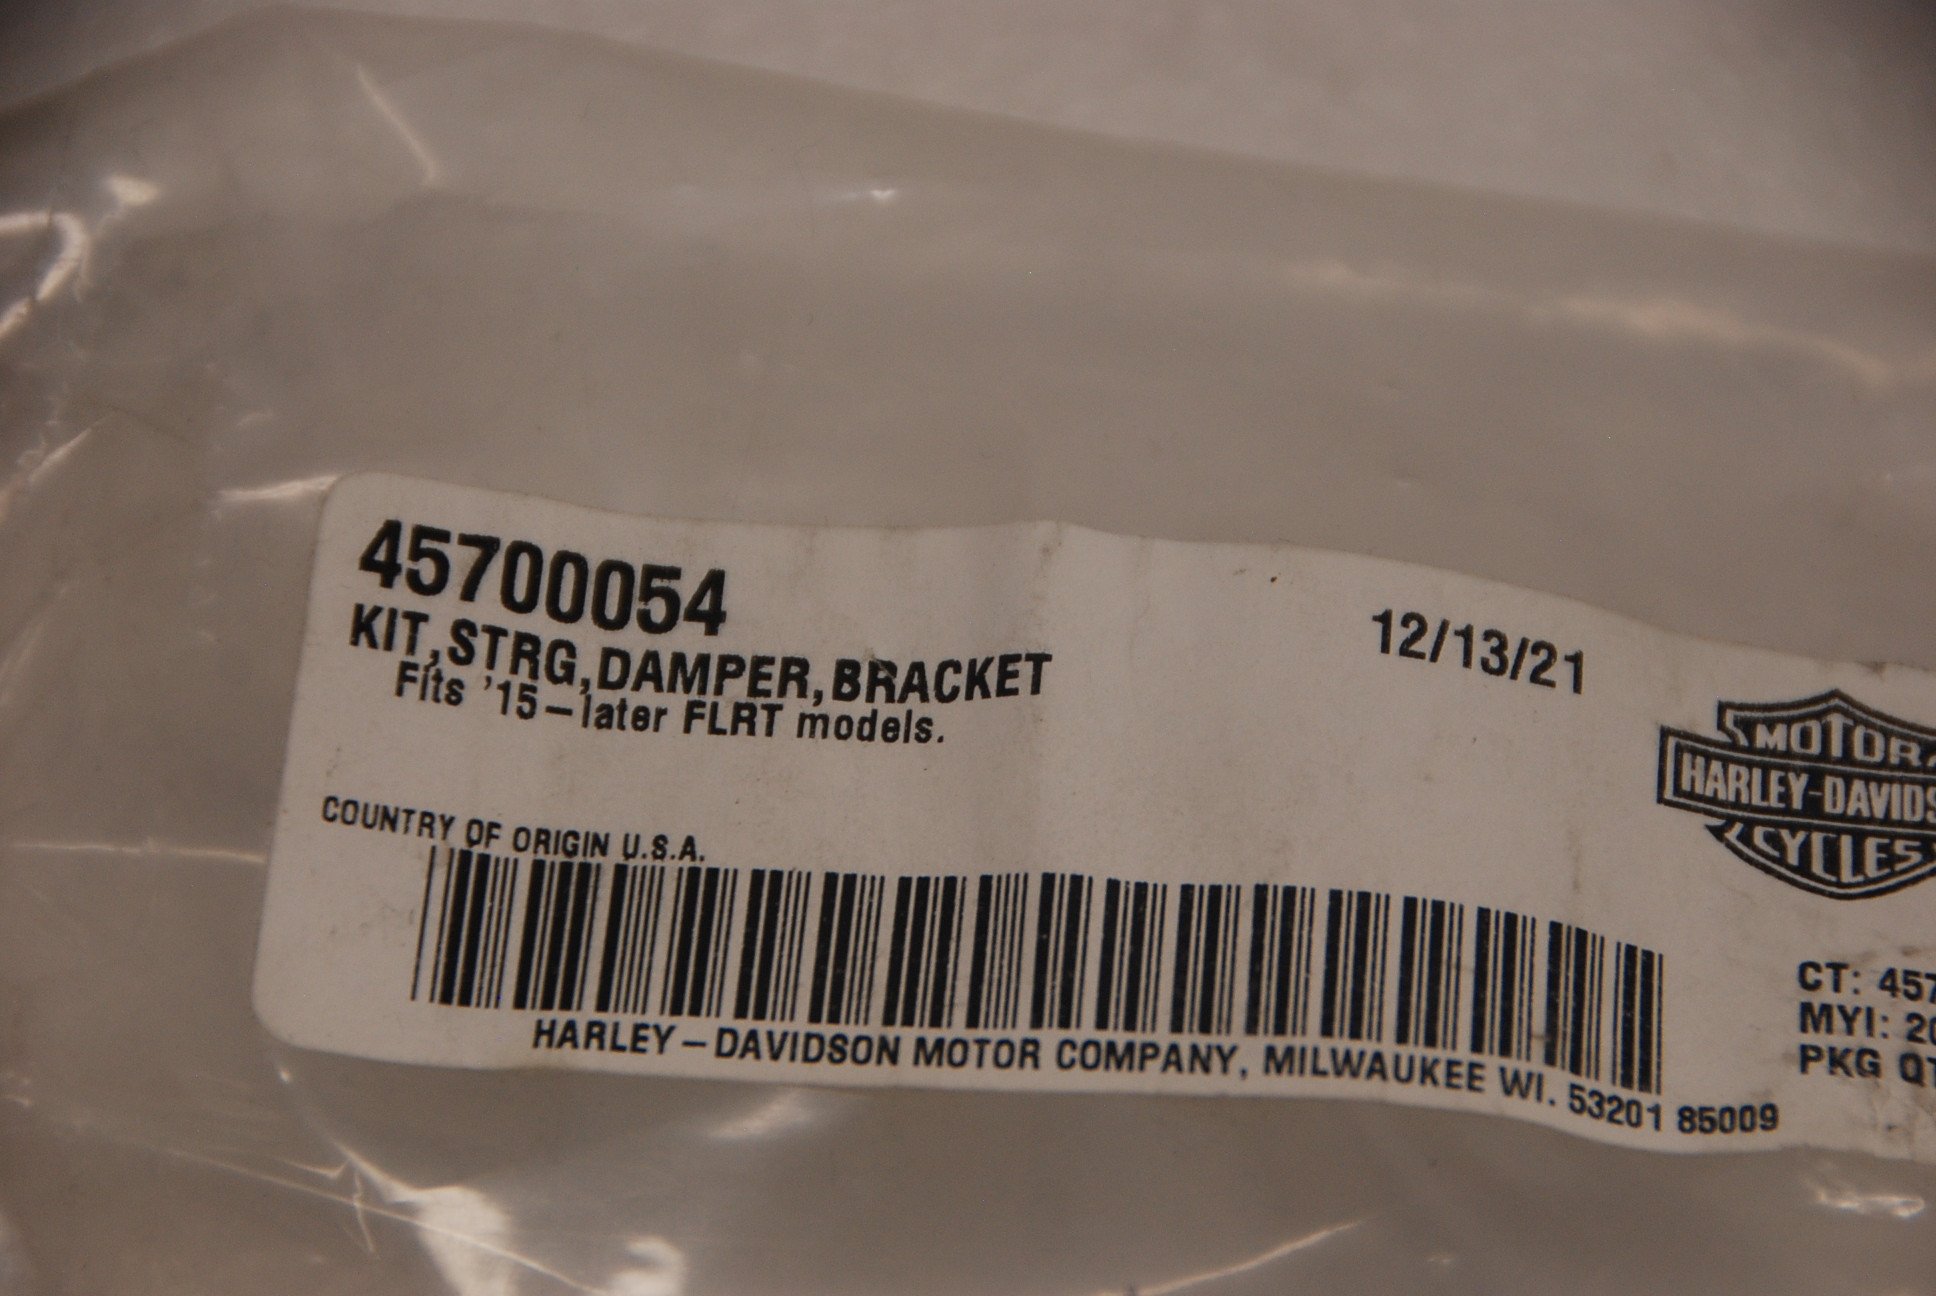 45700054
KIT,STRG,DAMPER,BRACKET
Fits '15-later FLRT models.
12/13/21
MOTOR
HARLEY-DAVIDS
CYCLES
COUNTRY OF ORIGIN U.S.A.
CT: 457
MYI: 20
PKG QT
HARLEY-DAVIDSON MOTOR COMPANY, MILWAUKEE WI. 53201 85009